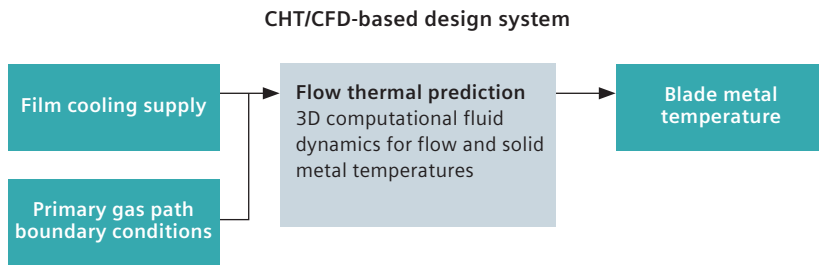 CHT/CFD-based design system
Film cooling supply
Primary gas path
boundary conditions
Flow thermal prediction
3D computational fluid
dynamics for flow and solid
metal temperatures
Blade metal
temperature